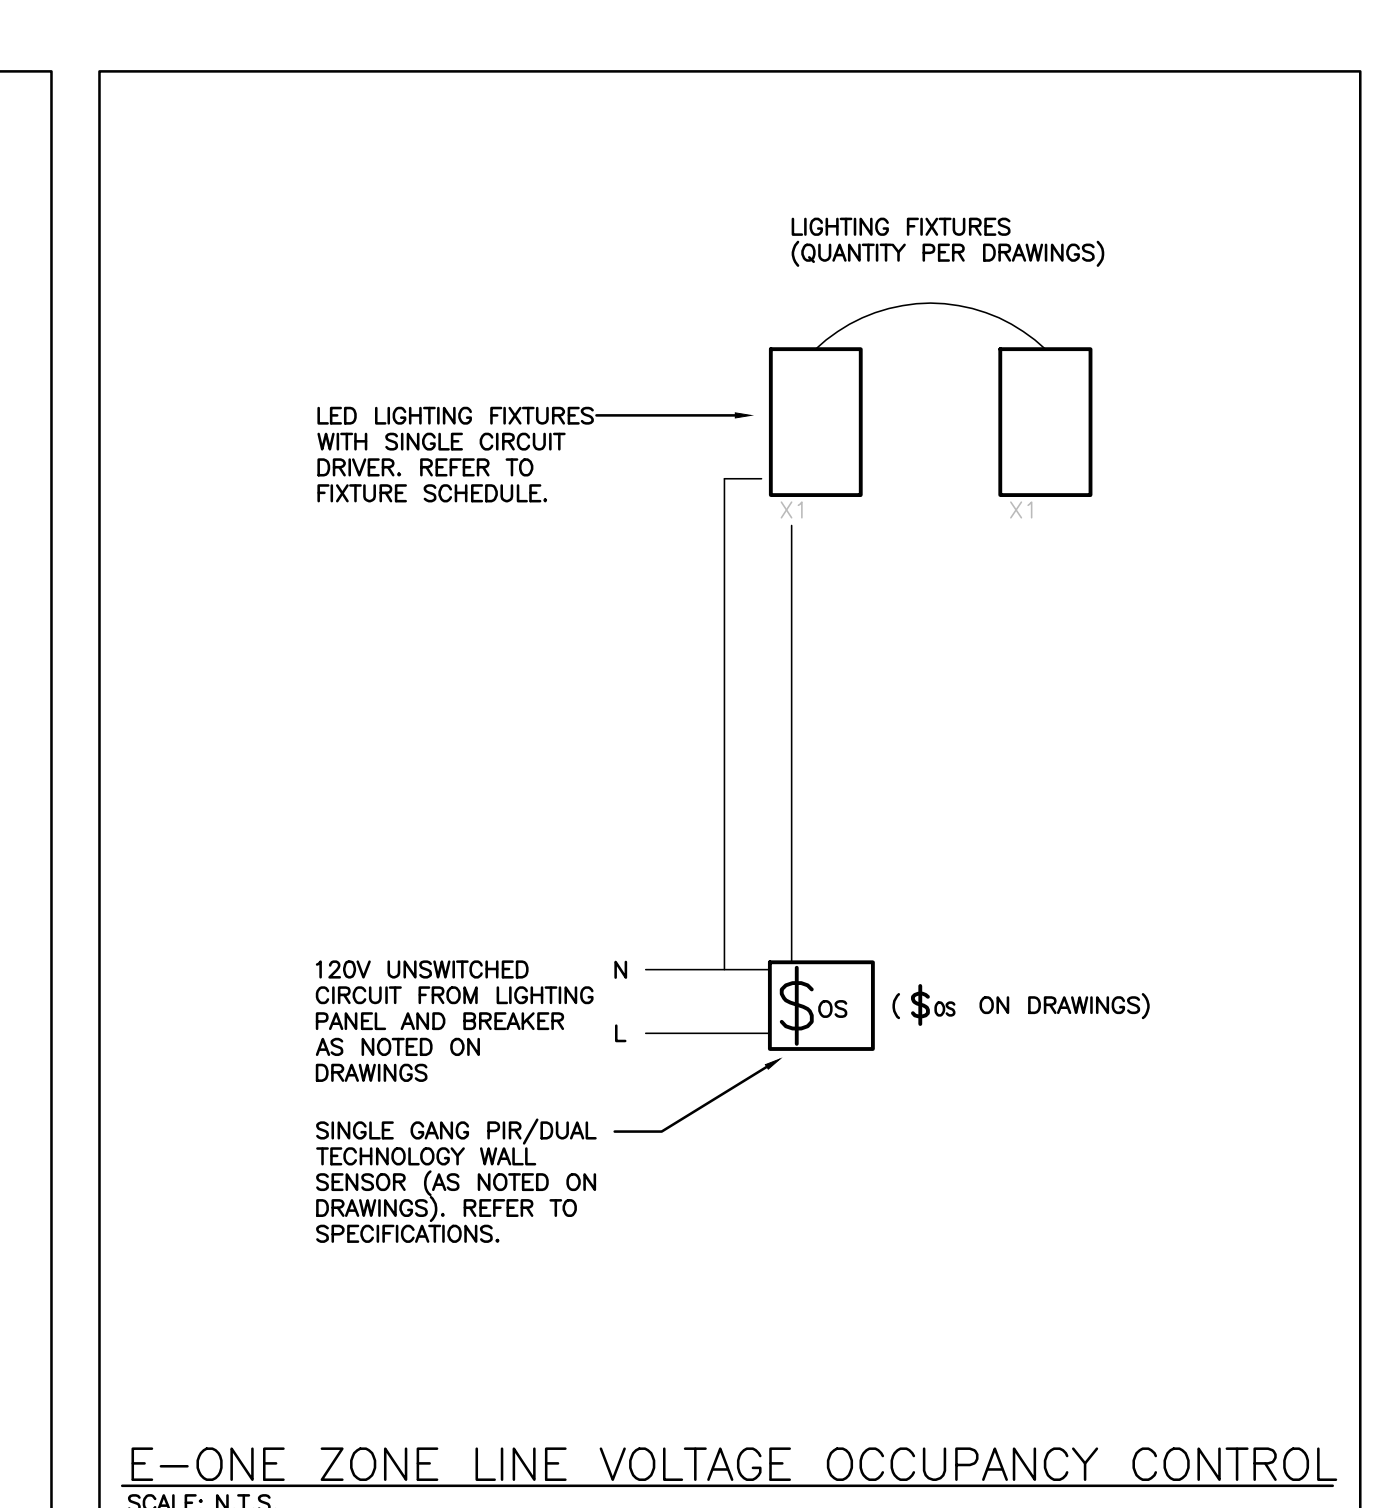 LIGHTING FIXTURES
(QUANTITY PER DRAWINGS)
LED LIGHTING FIXTURES
WITH SINGLE CIRCUIT
DRIVER. REFER TO
FIXTURE SCHEDULE.
X1
X1
120V UNSWITCHED
CIRCUIT FROM LIGHTING
PANEL AND BREAKER
AS NOTED ON
DRAWINGS
N
L
$OS
($OS ON DRAWINGS)
SINGLE GANG PIR/DUAL
TECHNOLOGY WALL
SENSOR (AS NOTED ON
DRAWINGS). REFER TO
SPECIFICATIONS.
E-ONE ZONE LINE VOLTAGE OCCUPANCY CONTROL
SCALE: N.T.S.